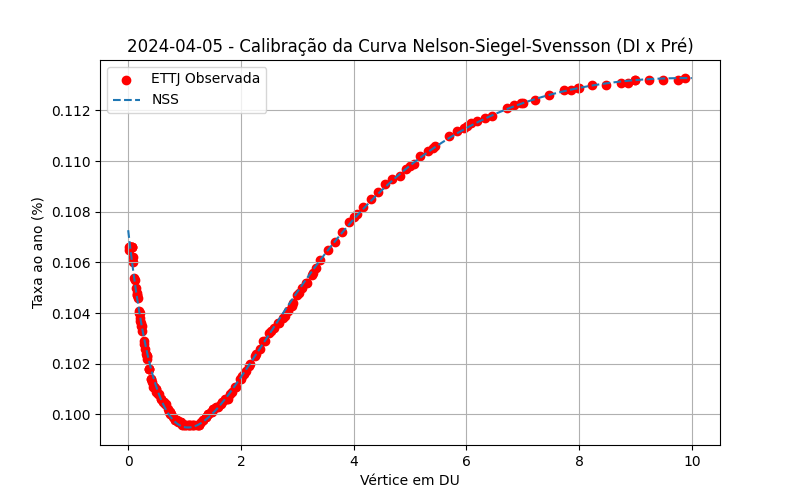 2024-04-05 - Calibração da Curva Nelson-Siegel-Svensson (DI x Pré)
ETTJ Observada
NSS
Taxa ao ano (%)
0.112
0.110
0.108
0.106
0.104
0.102
0.100
0 2 4 6 8 10
Vértice em DU